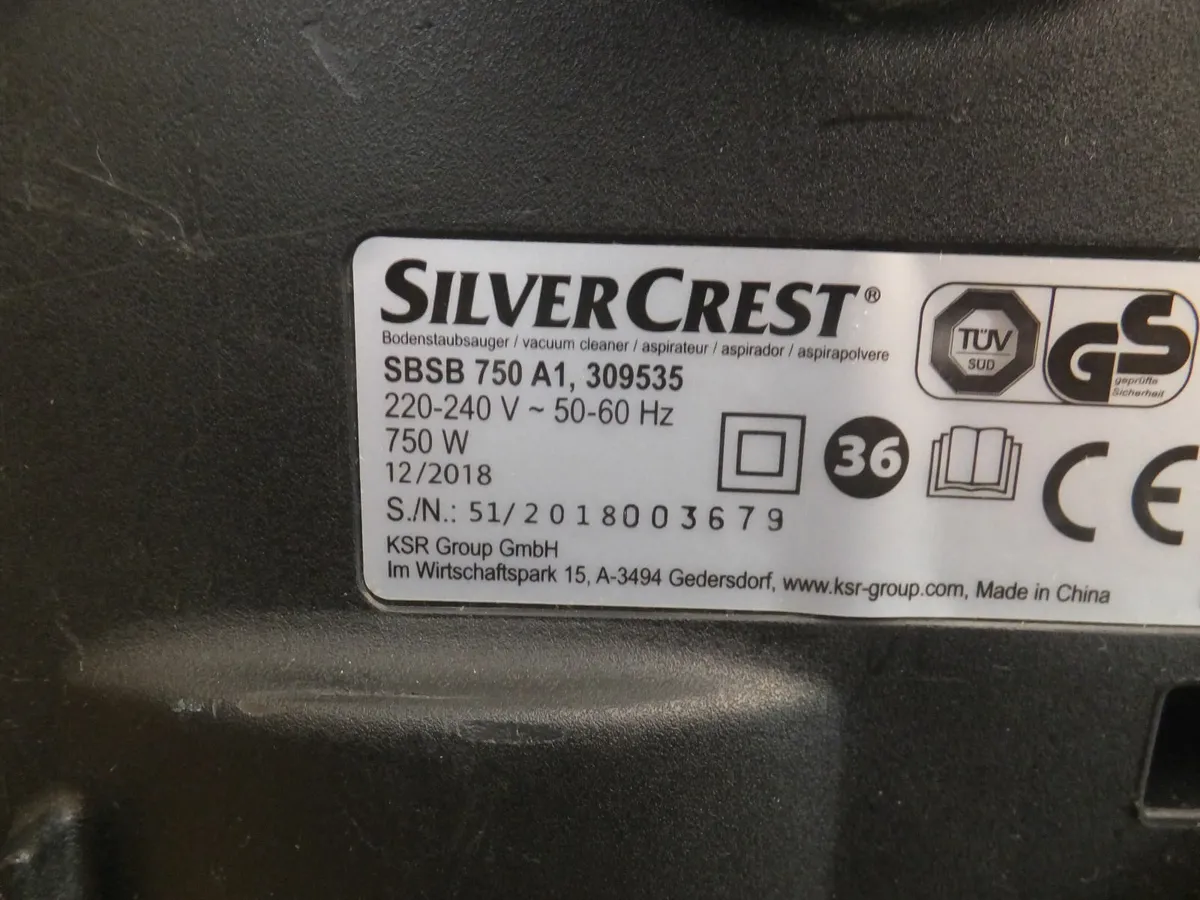 SILVERCREST®
Bodenstaubsauger / vacuum cleaner / aspirateur / aspirador / aspirapolvere
SBSB 750 A1, 309535
220-240 V ~ 50-60 Hz
750 W
12/2018
S./N.: 51/2018003679
KSR Group GmbH
Im Wirtschaftspark 15, A-3494 Gedersdorf, www.ksr-group.com, Made in China
TÜV
SÜD
GS
geprüfte
Sicherheit
36
CE